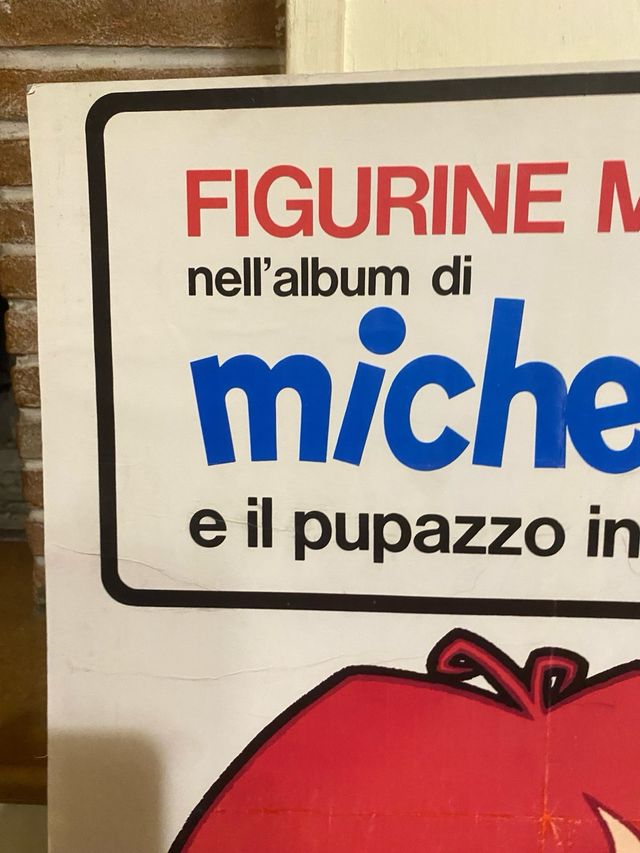 FIGURINE M
nell'album di
miche
e il pupazzo in